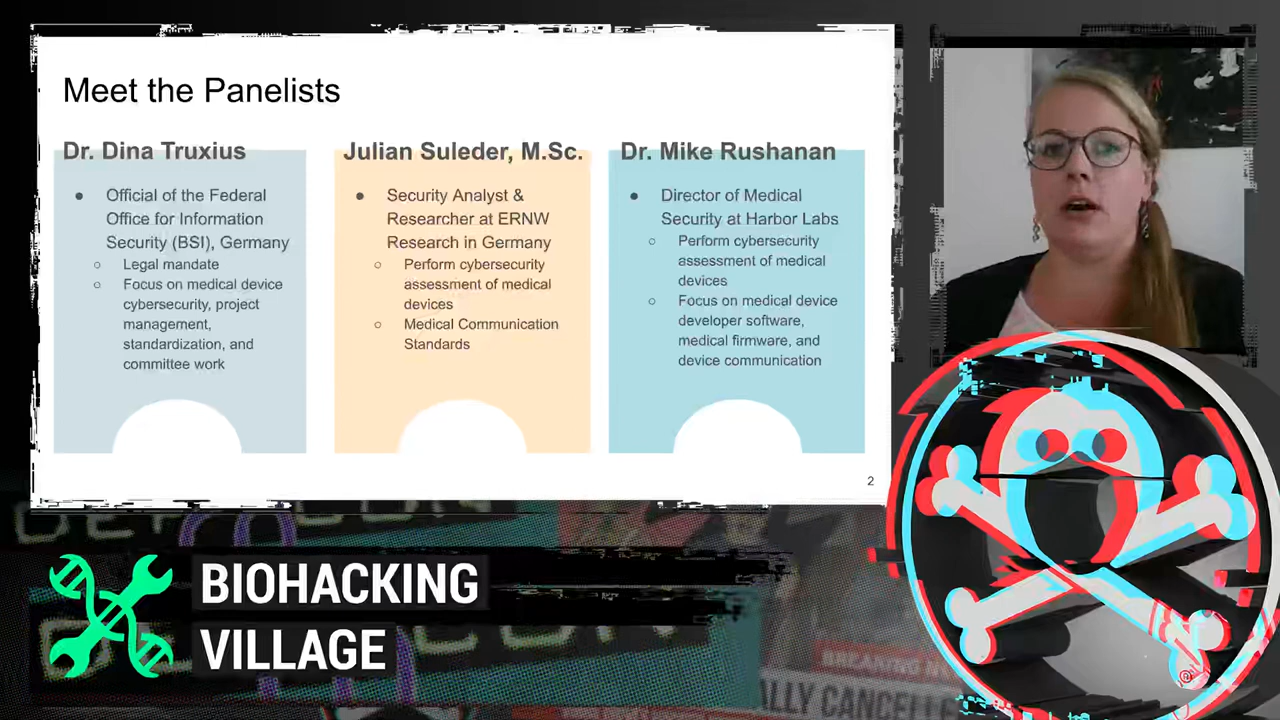 Meet the Panelists
Dr. Dina Truxius
● Official of the Federal
Office for Information
Security (BSI), Germany
○ Legal mandate
○ Focus on medical device
cybersecurity, project
management,
standardization, and
committee work
Julian Suleder, M.Sc.
● Security Analyst &
Researcher at ERNW
Research in Germany
○ Perform cybersecurity
assessment of medical
devices
○ Medical Communication
Standards
Dr. Mike Rushanan
● Director of Medical
Security at Harbor Labs
○ Perform cybersecurity
assessment of medical
devices
○ Focus on medical device
developer software,
medical firmware, and
device communication
2
BIOHACKING
VILLAGE
BREAKING
ALLY CANCELLE